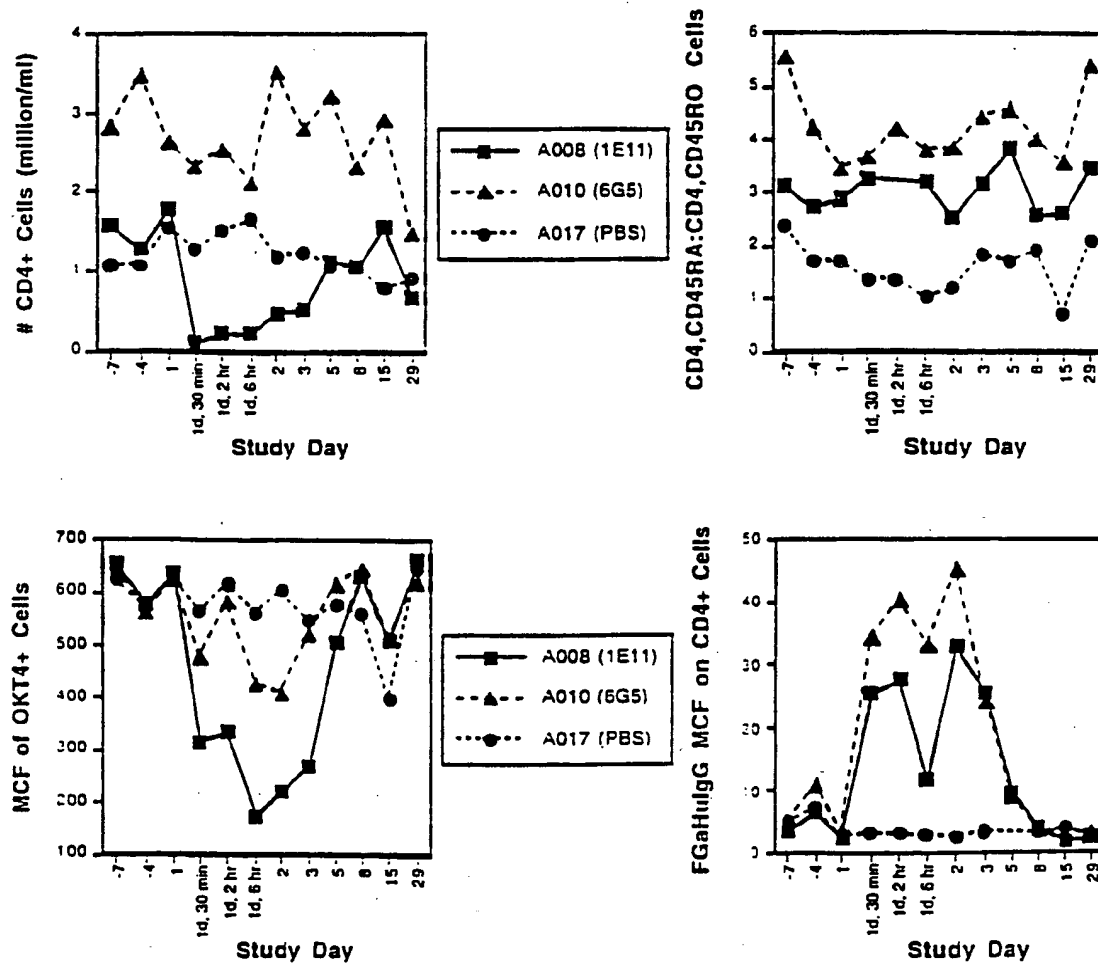 # CD4+ Cells (million/ml)
4
3
2
1
0
-7
-4
1
1d, 30 min
1d, 2 hr
1d, 6 hr
2
3
5
8
15
29
Study Day
A008 (1E11)
A010 (6G5)
A017 (PBS)
CD4,CD45RA:CD4,CD45RO Cells
6
5
4
3
2
1
0
-7
-4
1
1d, 30 min
1d, 2 hr
1d, 6 hr
2
3
5
8
15
29
Study Day
MCF of OKT4+ Cells
700
600
500
400
300
200
100
-7
-4
1
1d, 30 min
1d, 2 hr
1d, 6 hr
2
3
5
8
15
29
Study Day
A008 (1E11)
A010 (6G5)
A017 (PBS)
FGaHuIgG MCF on CD4+ Cells
50
40
30
20
10
0
-7
-4
1
1d, 30 min
1d, 2 hr
1d, 6 hr
2
3
5
8
15
29
Study Day